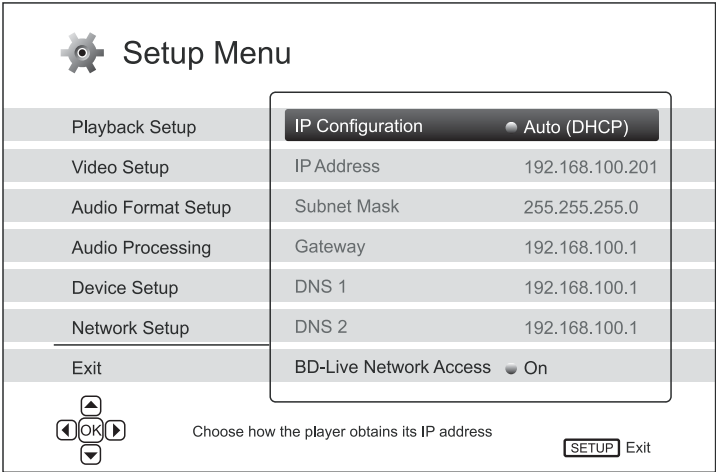 Setup Menu
Playback Setup
IP Configuration Auto (DHCP)
Video Setup
IP Address 192.168.100.201
Audio Format Setup
Subnet Mask 255.255.255.0
Audio Processing
Gateway 192.168.100.1
Device Setup
DNS 1 192.168.100.1
Network Setup
DNS 2 192.168.100.1
Exit
BD-Live Network Access On
OK
Choose how the player obtains its IP address
SETUP Exit